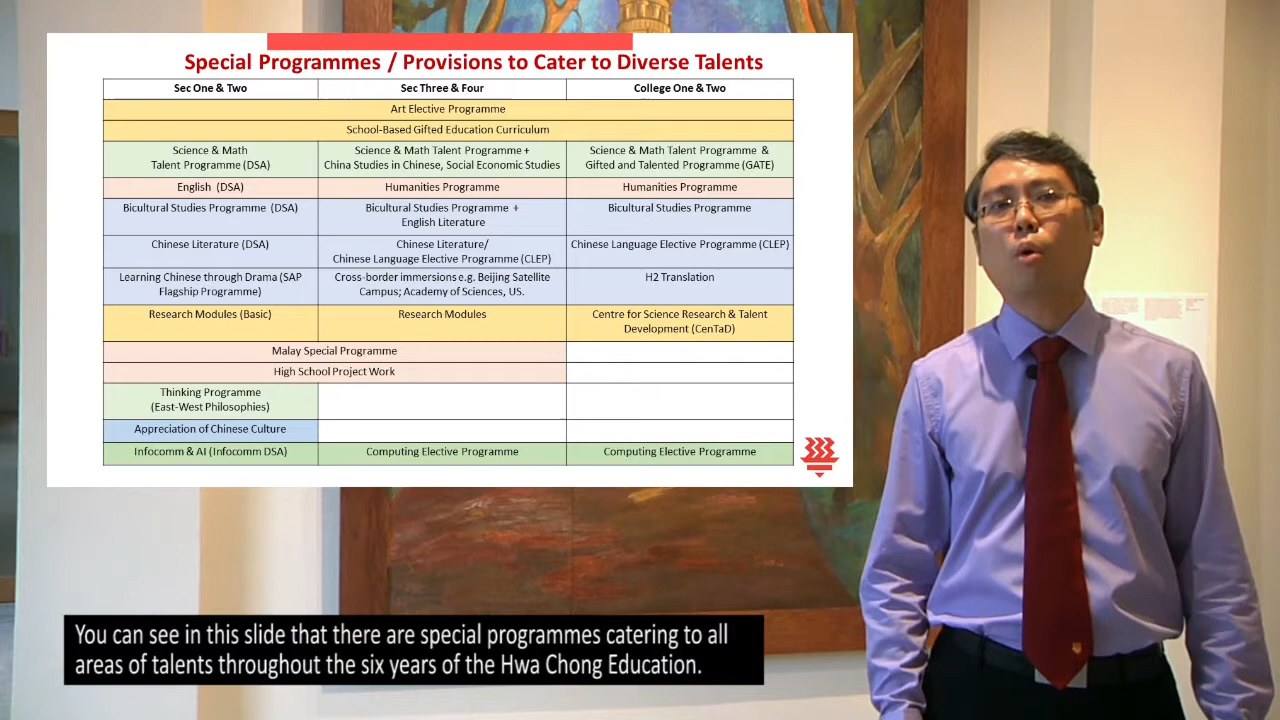 Special Programmes / Provisions to Cater to Diverse Talents
Sec One & Two
Sec Three & Four
College One & Two
Art Elective Programme
School-Based Gifted Education Curriculum
Science & Math
Talent Programme (DSA)
Science & Math Talent Programme +
China Studies in Chinese, Social Economic Studies
Science & Math Talent Programme &
Gifted and Talented Programme (GATE)
English (DSA)
Humanities Programme
Humanities Programme
Bicultural Studies Programme (DSA)
Bicultural Studies Programme +
English Literature
Bicultural Studies Programme
Chinese Literature (DSA)
Chinese Literature/
Chinese Language Elective Programme (CLEP)
Chinese Language Elective Programme (CLEP)
Learning Chinese through Drama (SAP
Flagship Programme)
Cross-border immersions e.g. Beijing Satellite
Campus; Academy of Sciences, US.
H2 Translation
Research Modules (Basic)
Research Modules
Centre for Science Research & Talent
Development (CenTaD)
Malay Special Programme
High School Project Work
Thinking Programme
(East-West Philosophies)
Appreciation of Chinese Culture
Infocomm & AI (Infocomm DSA)
Computing Elective Programme
Computing Elective Programme
You can see in this slide that there are special programmes catering to all
areas of talents throughout the six years of the Hwa Chong Education.